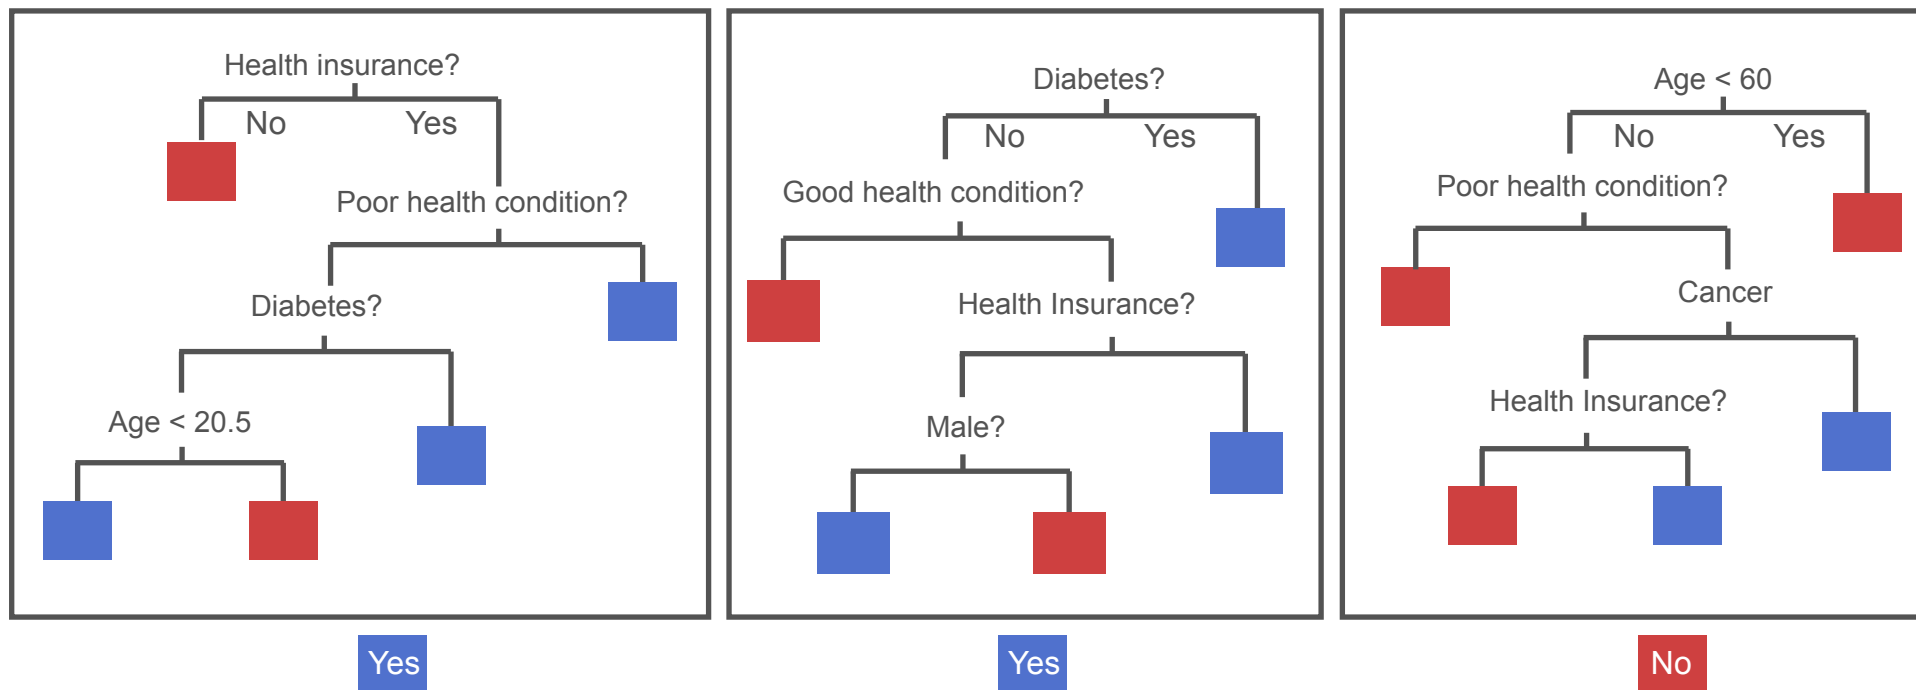 Health insurance?
No
Yes
Poor health condition?
Diabetes?
Age < 20.5
Yes
Diabetes?
No
Yes
Good health condition?
Health Insurance?
Male?
Yes
Age < 60
No
Yes
Poor health condition?
Cancer
Health Insurance?
No